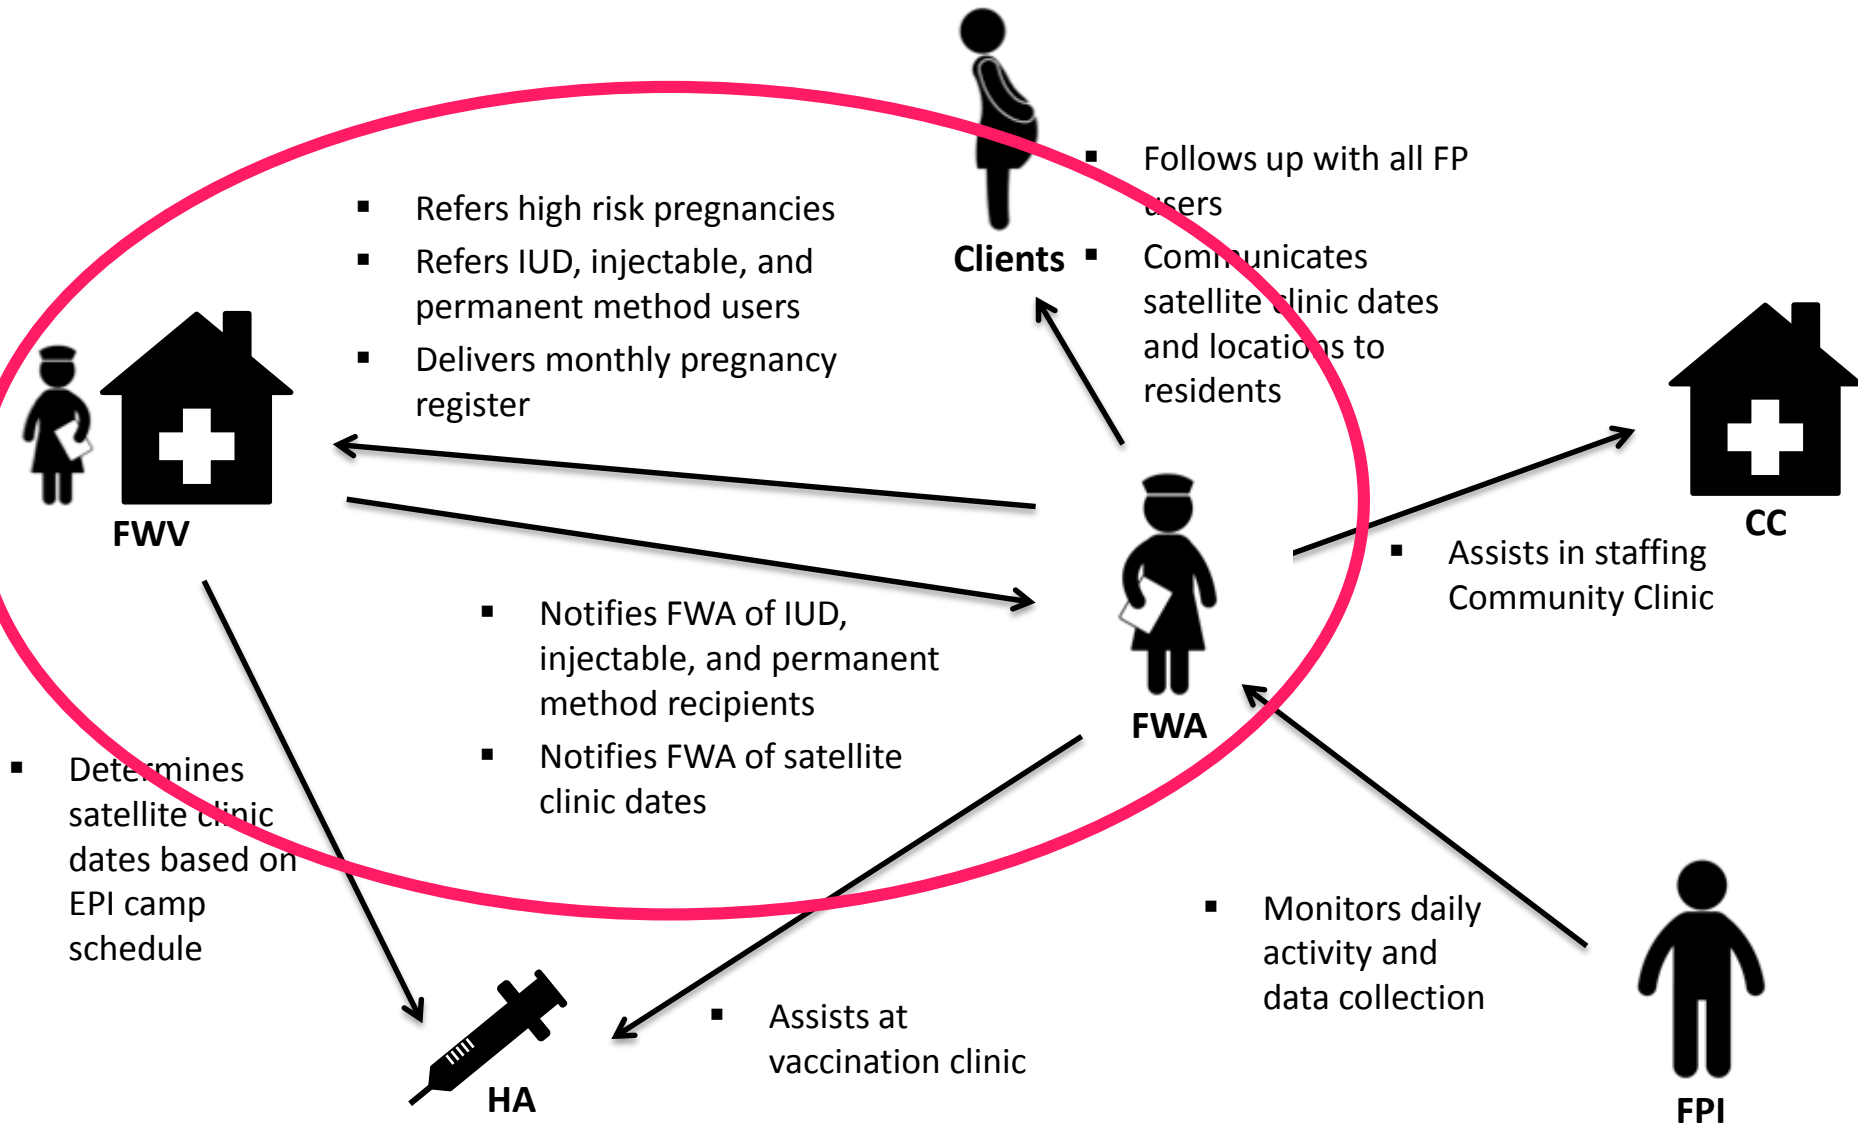 ▪ Follows up with all FP
users
▪ Refers high risk pregnancies
▪ Refers IUD, injectable, and
permanent method users
▪ Delivers monthly pregnancy
register
Clients
▪ Communicates
satellite clinic dates
and locations to
residents
FWV
CC
▪ Assists in staffing
Community Clinic
▪ Notifies FWA of IUD,
injectable, and permanent
method recipients
▪ Notifies FWA of satellite
clinic dates
FWA
▪ Determines
satellite clinic
dates based on
EPI camp
schedule
▪ Monitors daily
activity and
data collection
▪ Assists at
vaccination clinic
HA
FPI